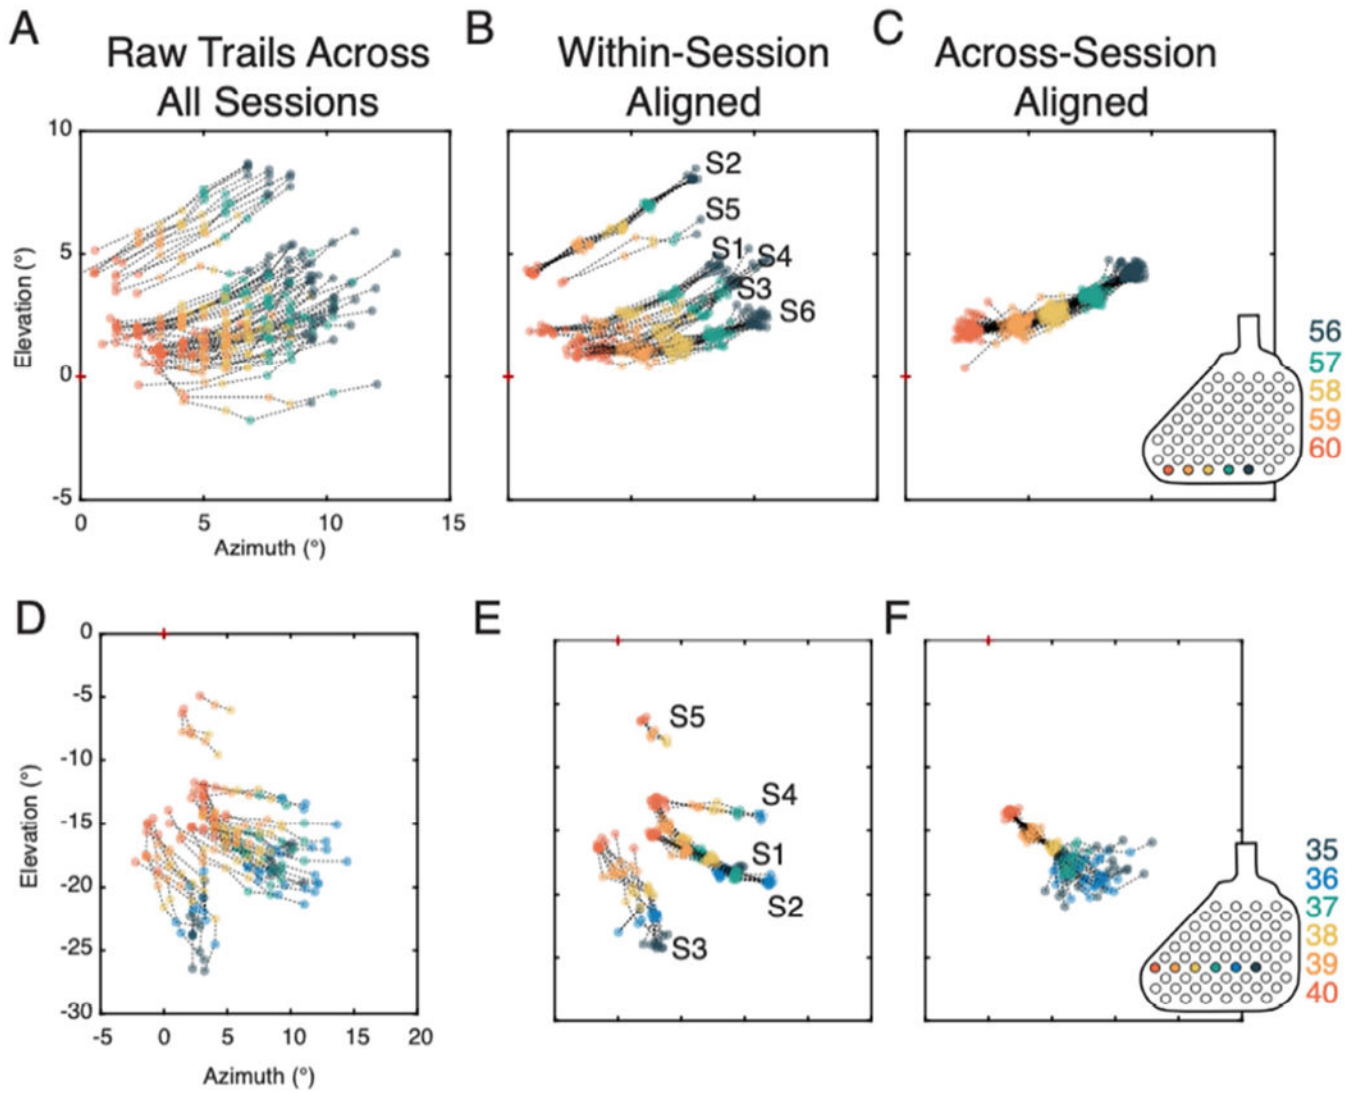 A
Raw Trails Across
All Sessions
B
Within-Session
Aligned
C
Across-Session
Aligned
10
5
0
-5
Elevation (°)
0
5
10
15
Azimuth (°)
S2
S5
S1
S4
S3
S6
56
57
58
59
60
D
0
-5
-10
-15
-20
-25
-30
Elevation (°)
-5
0
5
10
15
20
Azimuth (°)
E
S5
S4
S1
S2
S3
F
35
36
37
38
39
40